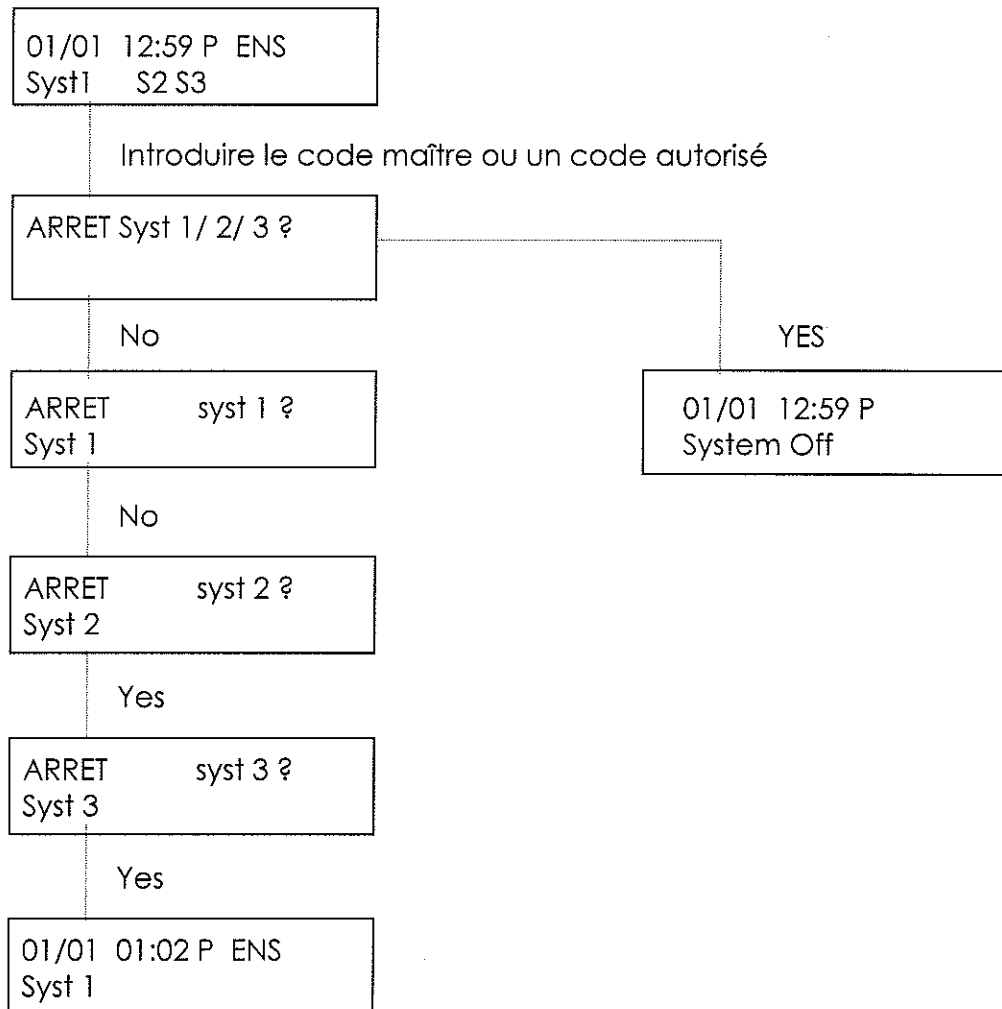 01/01 12:59 P ENS
Syst1 S2 S3
Introduire le code maître ou un code autorisé
ARRET Syst 1/ 2/ 3 ?
No
YES
ARRET syst 1 ?
Syst 1
01/01 12:59 P
System Off
No
ARRET syst 2 ?
Syst 2
Yes
ARRET syst 3 ?
Syst 3
Yes
01/01 01:02 P ENS
Syst 1